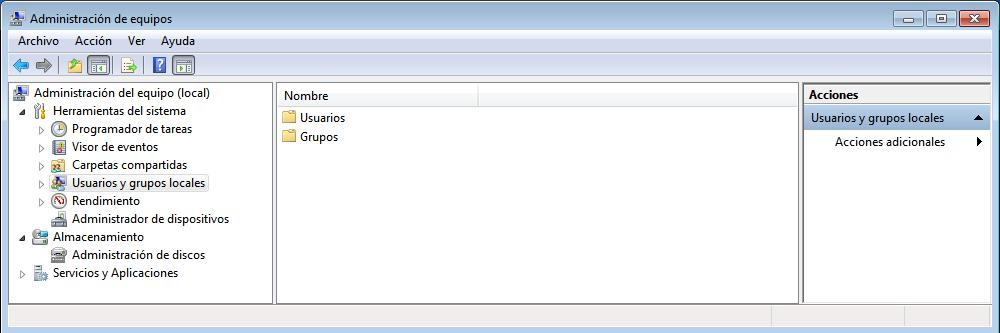 Administración de equipos
Archivo Acción Ver Ayuda
Administración del equipo (local)
Herramientas del sistema
Programador de tareas
Visor de eventos
Carpetas compartidas
Usuarios y grupos locales
Rendimiento
Administrador de dispositivos
Almacenamiento
Administración de discos
Servicios y Aplicaciones
Nombre
Usuarios
Grupos
Acciones
Usuarios y grupos locales
Acciones adicionales